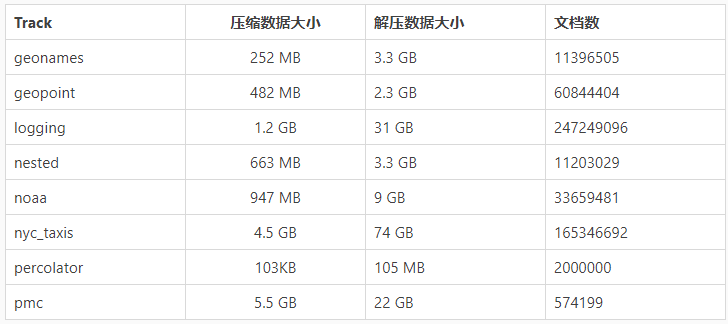 Track 压缩数据大小 解压数据大小 文档数
geonames 252 MB 3.3 GB 11396505
geopoint 482 MB 2.3 GB 60844404
logging 1.2 GB 31 GB 247249096
nested 663 MB 3.3 GB 11203029
noaa 947 MB 9 GB 33659481
nyc_taxis 4.5 GB 74 GB 165346692
percolator 103KB 105 MB 2000000
pmc 5.5 GB 22 GB 574199